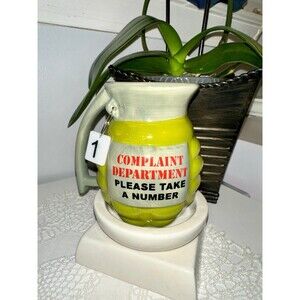 1
COMPLAINT
DEPARTMENT
PLEASE TAKE
A NUMBER